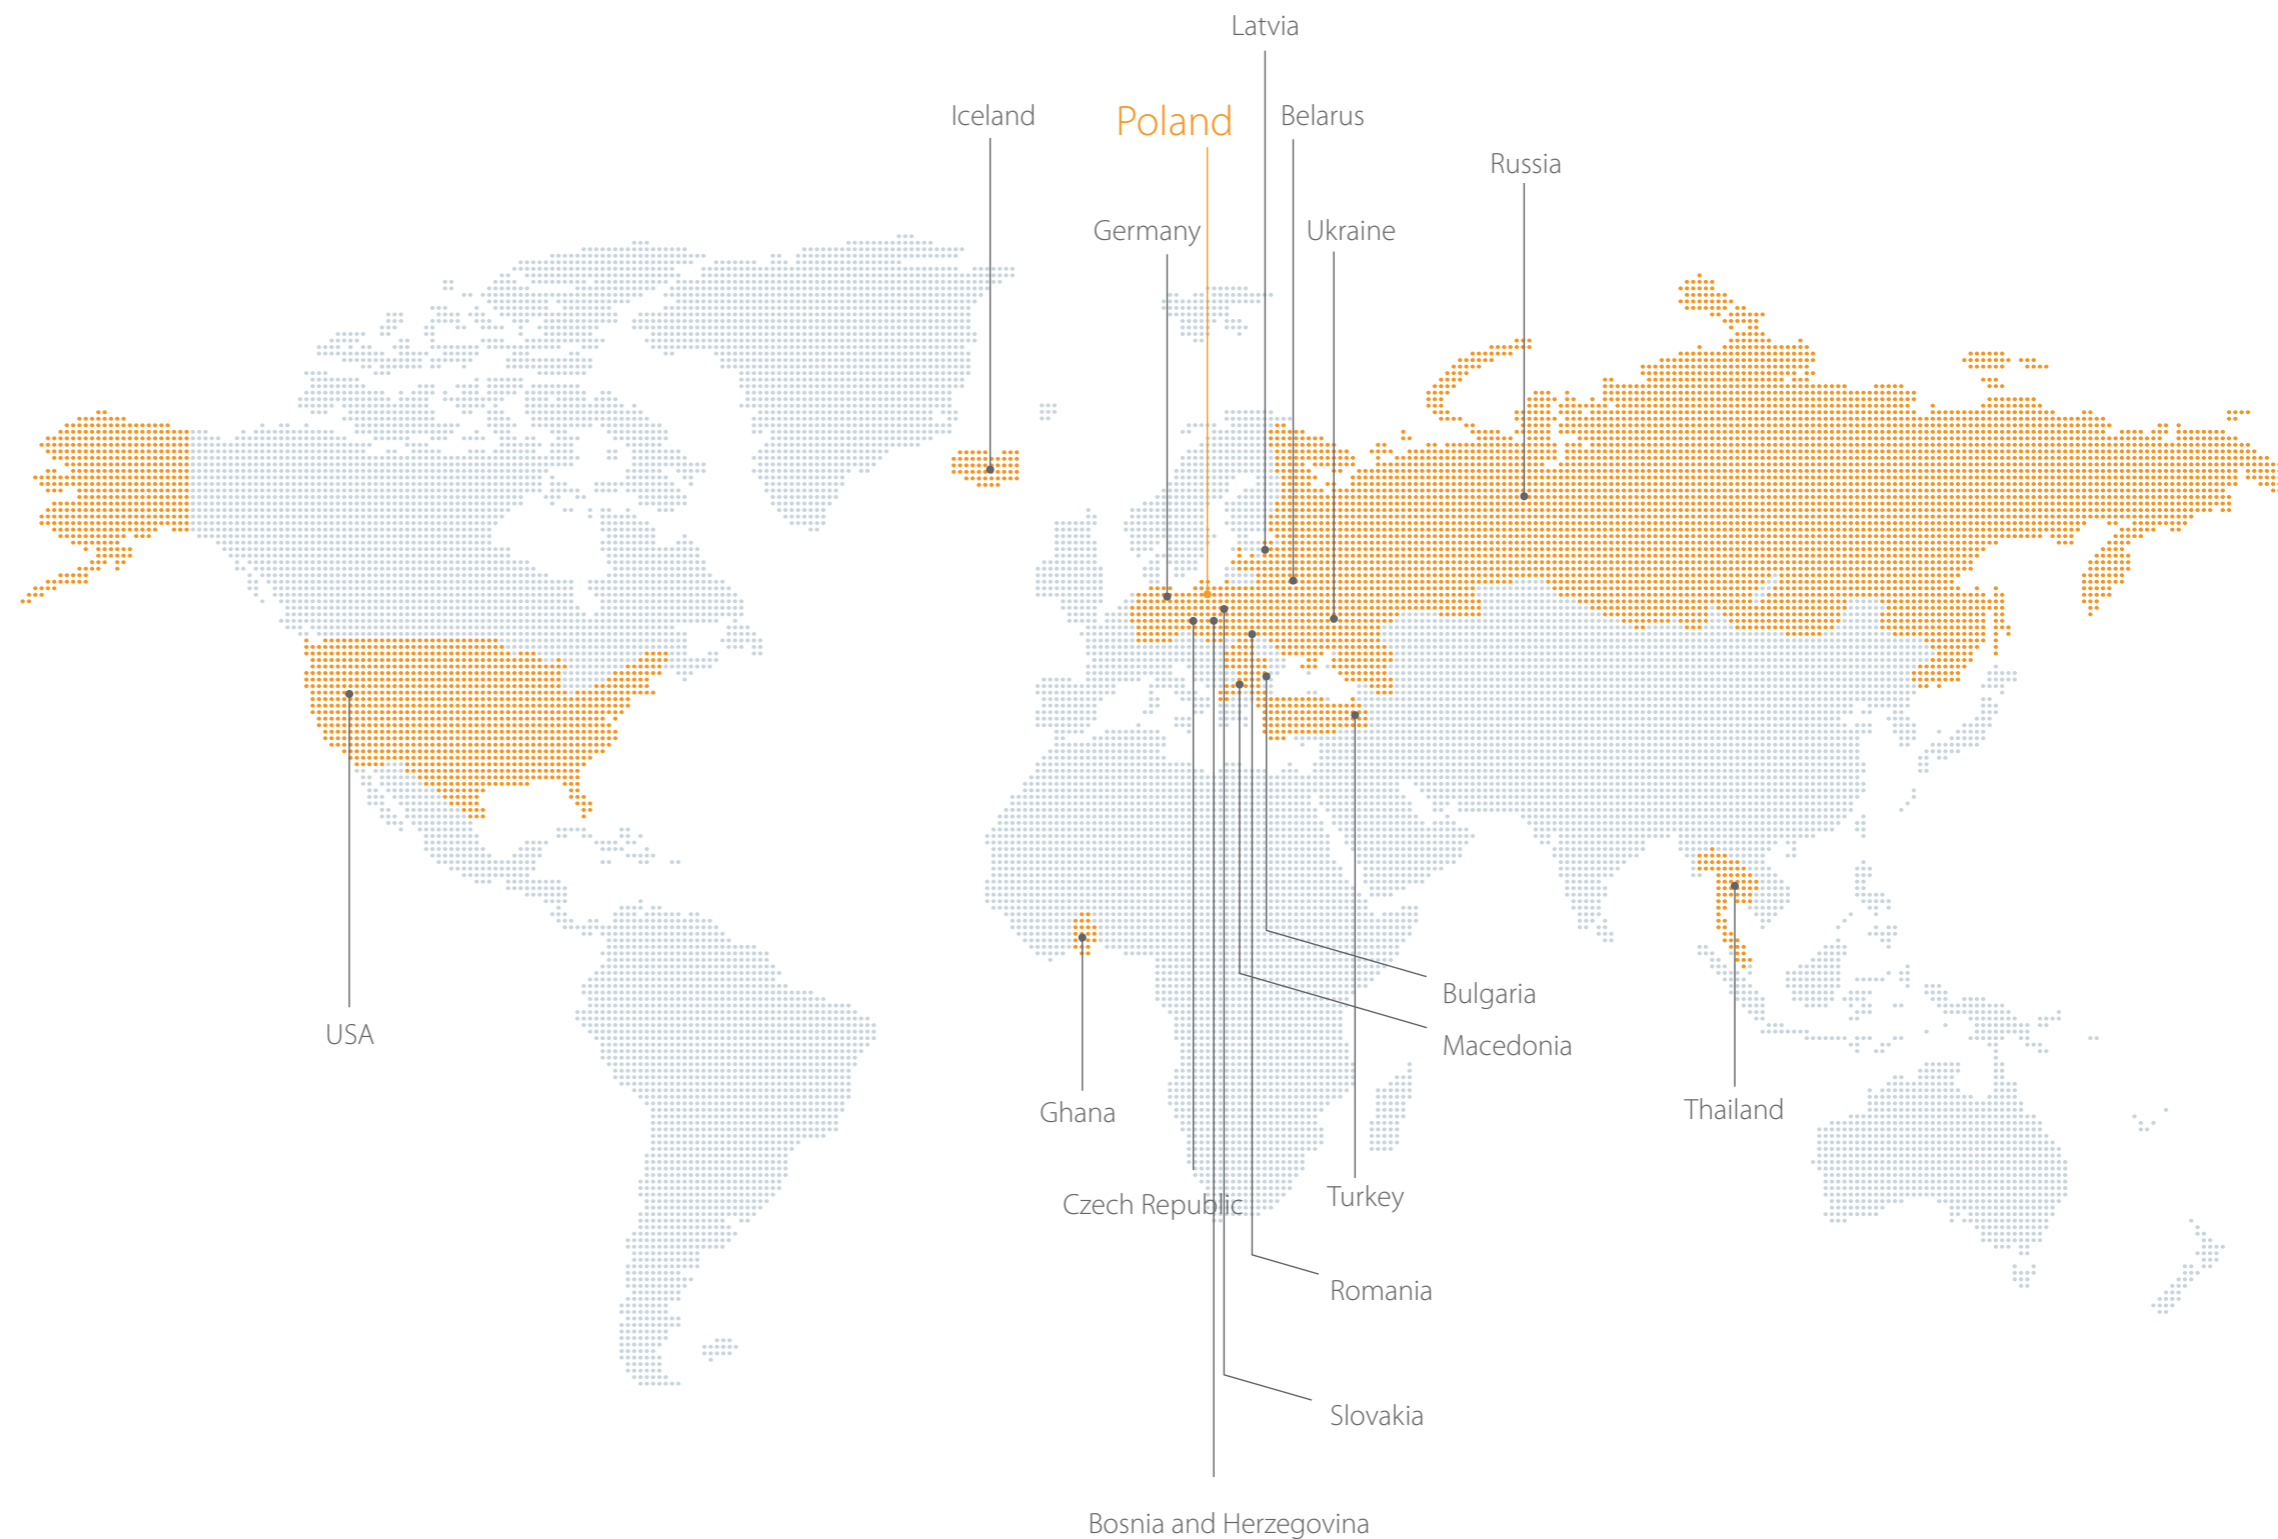 Latvia
Iceland
Poland
Belarus
Russia
Germany
Ukraine
Bulgaria
USA
Macedonia
Ghana
Thailand
Czech Republic
Turkey
Romania
Slovakia
Bosnia and Herzegovina